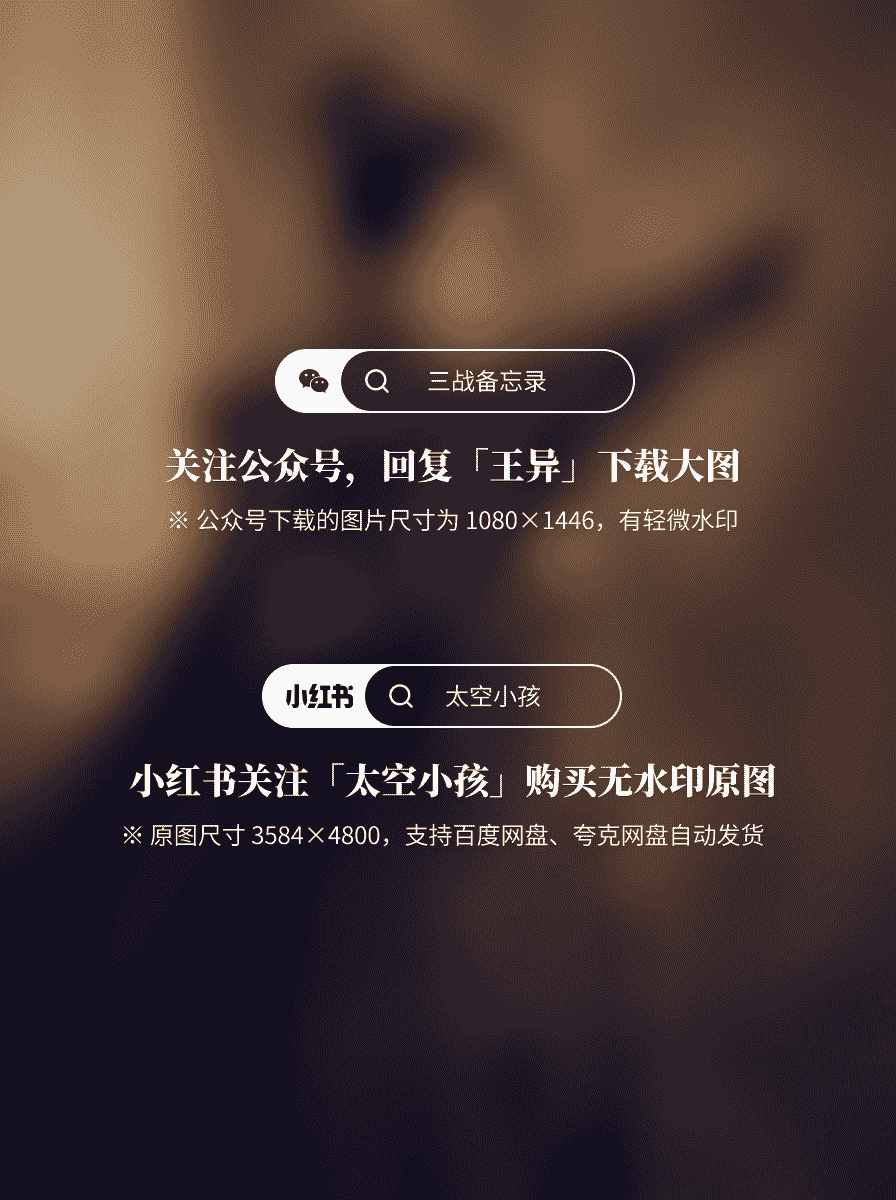 三战备忘录
关注公众号，回复「王异」下载大图
※ 公众号下载的图片尺寸为 1080×1446，有轻微水印
小红书 太空小孩
小红书关注「太空小孩」购买无水印原图
※ 原图尺寸 3584×4800，支持百度网盘、夸克网盘自动发货